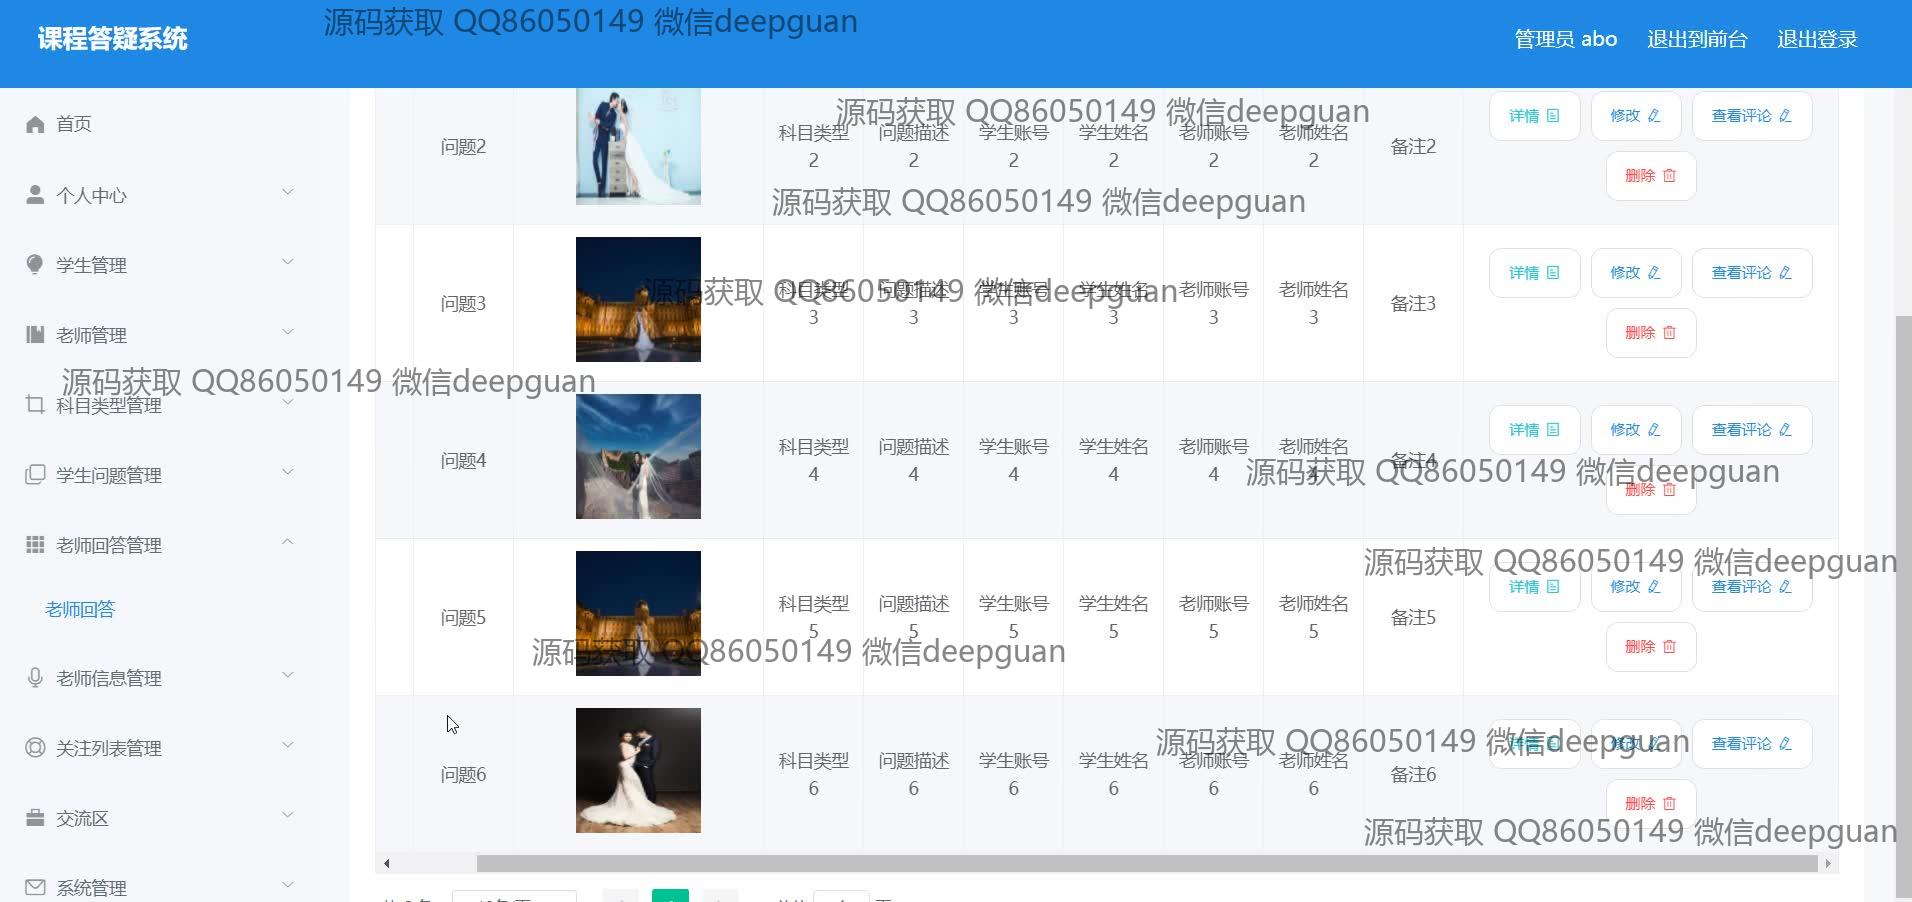 课程答疑系统
源码获取 QQ86050149 微信deepguan
管理员 abo
退出到前台
退出登录
首页
个人中心
学生管理
老师管理
科目类型管理
学生问题管理
老师回答管理
老师回答
老师信息管理
关注列表管理
交流区
系统管理
源码获取 QQ86050149 微信deepguan
问题2
科目类型2
问题描述2
学生账号2
学生姓名2
老师账号2
老师姓名2
备注2
详情
修改
查看评论
删除
源码获取 QQ86050149 微信deepguan
问题3
科目类型3
问题描述3
学生账号3
学生姓名3
老师账号3
老师姓名3
备注3
详情
修改
查看评论
删除
源码获取 QQ86050149 微信deepguan
源码获取 QQ86050149 微信deepguan
问题4
科目类型4
问题描述4
学生账号4
学生姓名4
老师账号4
老师姓名4
备注4
详情
修改
查看评论
删除
源码获取 QQ86050149 微信deepguan
源码获取 QQ86050149 微信deepguan
问题5
科目类型5
问题描述5
学生账号5
学生姓名5
老师账号5
老师姓名5
备注5
详情
修改
查看评论
删除
源码获取 QQ86050149 微信deepguan
源码获取 QQ86050149 微信deepguan
问题6
科目类型6
问题描述6
学生账号6
学生姓名6
老师账号6
老师姓名6
备注6
详情
修改
查看评论
删除
源码获取 QQ86050149 微信deepguan